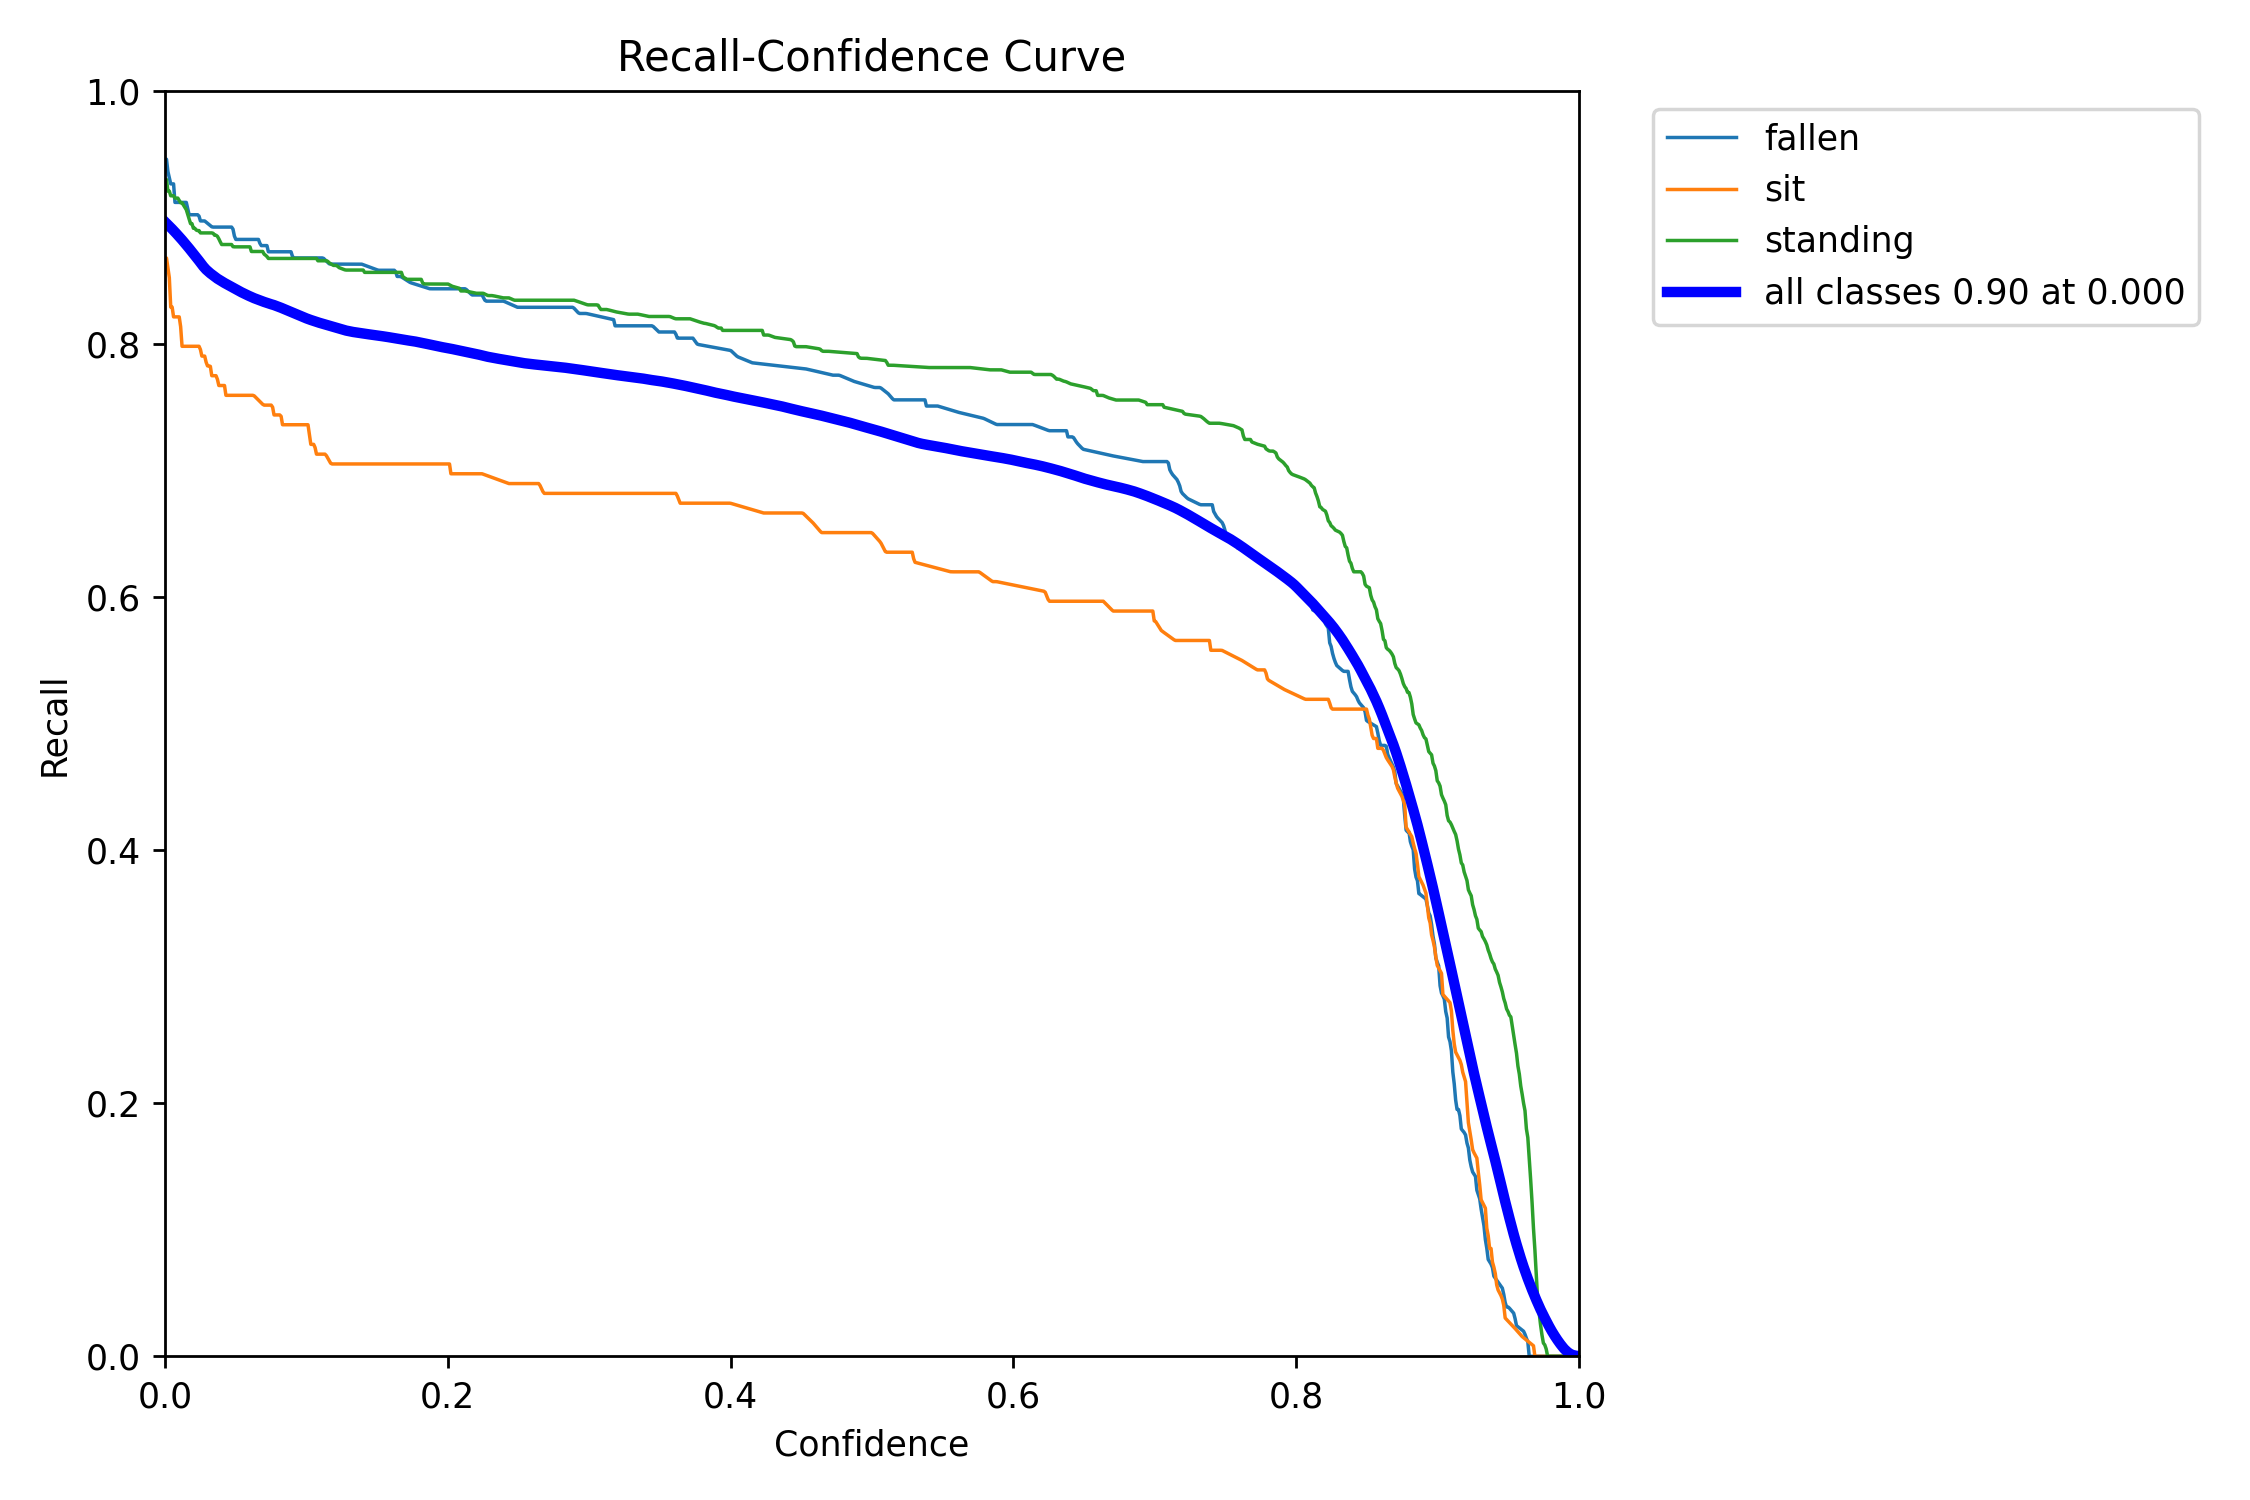 Recall-Confidence Curve
1.0
0.8
0.6
0.4
0.2
0.0
Recall
0.0 0.2 0.4 0.6 0.8 1.0
Confidence
fallen
sit
standing
all classes 0.90 at 0.000